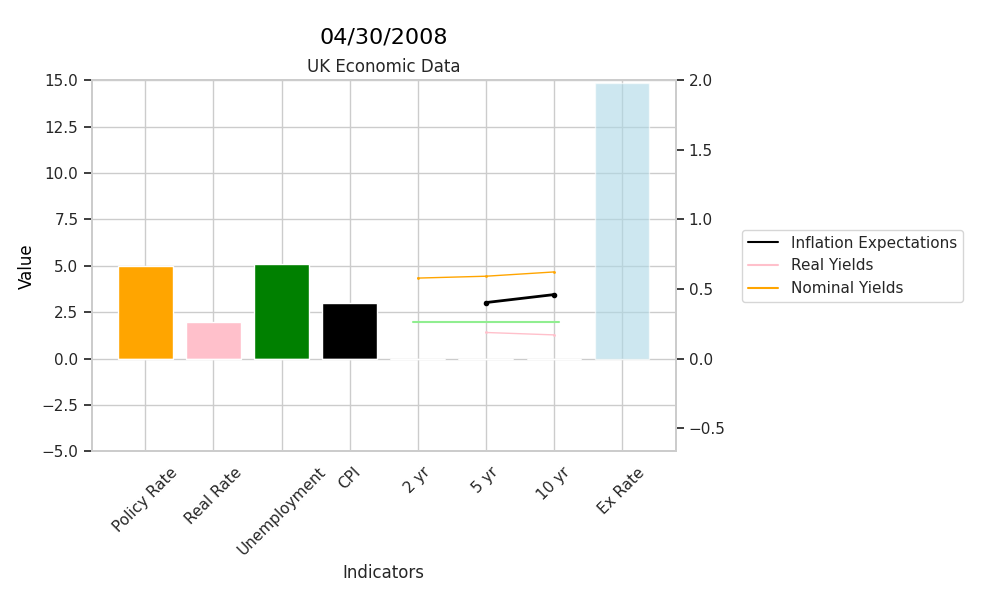 04/30/2008
UK Economic Data
15.0
12.5
10.0
7.5
5.0
2.5
0.0
−2.5
−5.0
Value
2.0
1.5
1.0
0.5
0.0
−0.5
Inflation Expectations
Real Yields
Nominal Yields
Policy Rate
Real Rate
Unemployment
CPI
2 yr
5 yr
10 yr
Ex Rate
Indicators